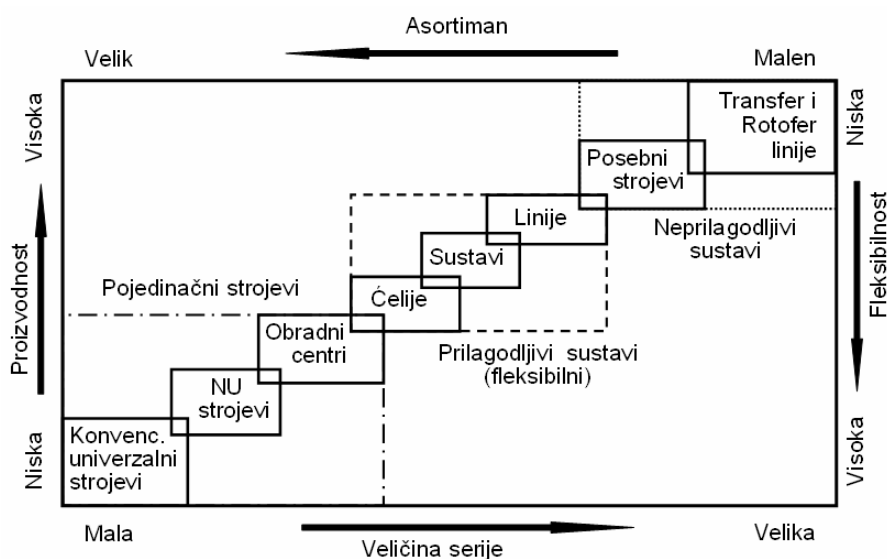 Asortiman
Velik
Malen
Visoka
Proizvodnost
Niska
Niska
Fleksibilnost
Visoka
Transfer i
Rotofer
linije
Posebni
strojevi
Neprilagodljivi
sustavi
Linije
Sustavi
Ćelije
Prilagodljivi sustavi
(fleksibilni)
Pojedinačni strojevi
Obradni
centri
NU
strojevi
Konvenc.
univerzalni
strojevi
Mala
Velika
Veličina serije